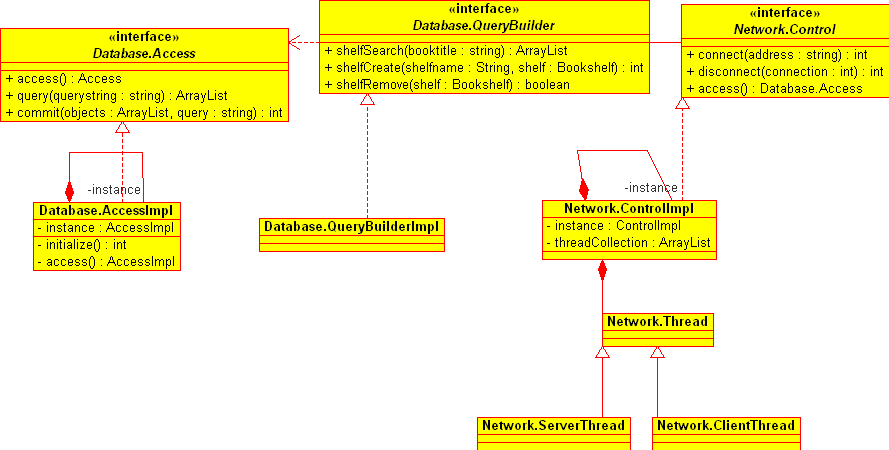 «interface»
Database.Access
+ access() : Access
+ query(querystring : string) : ArrayList
+ commit(objects : ArrayList, query : string) : int
«interface»
Database.QueryBuilder
+ shelfSearch(booktitle : string) : ArrayList
+ shelfCreate(shelfname : String, shelf : Bookshelf) : int
+ shelfRemove(shelf : Bookshelf) : boolean
«interface»
Network.Control
+ connect(address : string) : int
+ disconnect(connection : int) : int
+ access() : Database.Access
-instance
Database.AccessImpl
- instance : AccessImpl
- initialize() : int
- access() : AccessImpl
Database.QueryBuilderImpl
-instance
Network.ControlImpl
- instance : ControlImpl
- threadCollection : ArrayList
Network.Thread
Network.ServerThread
Network.ClientThread